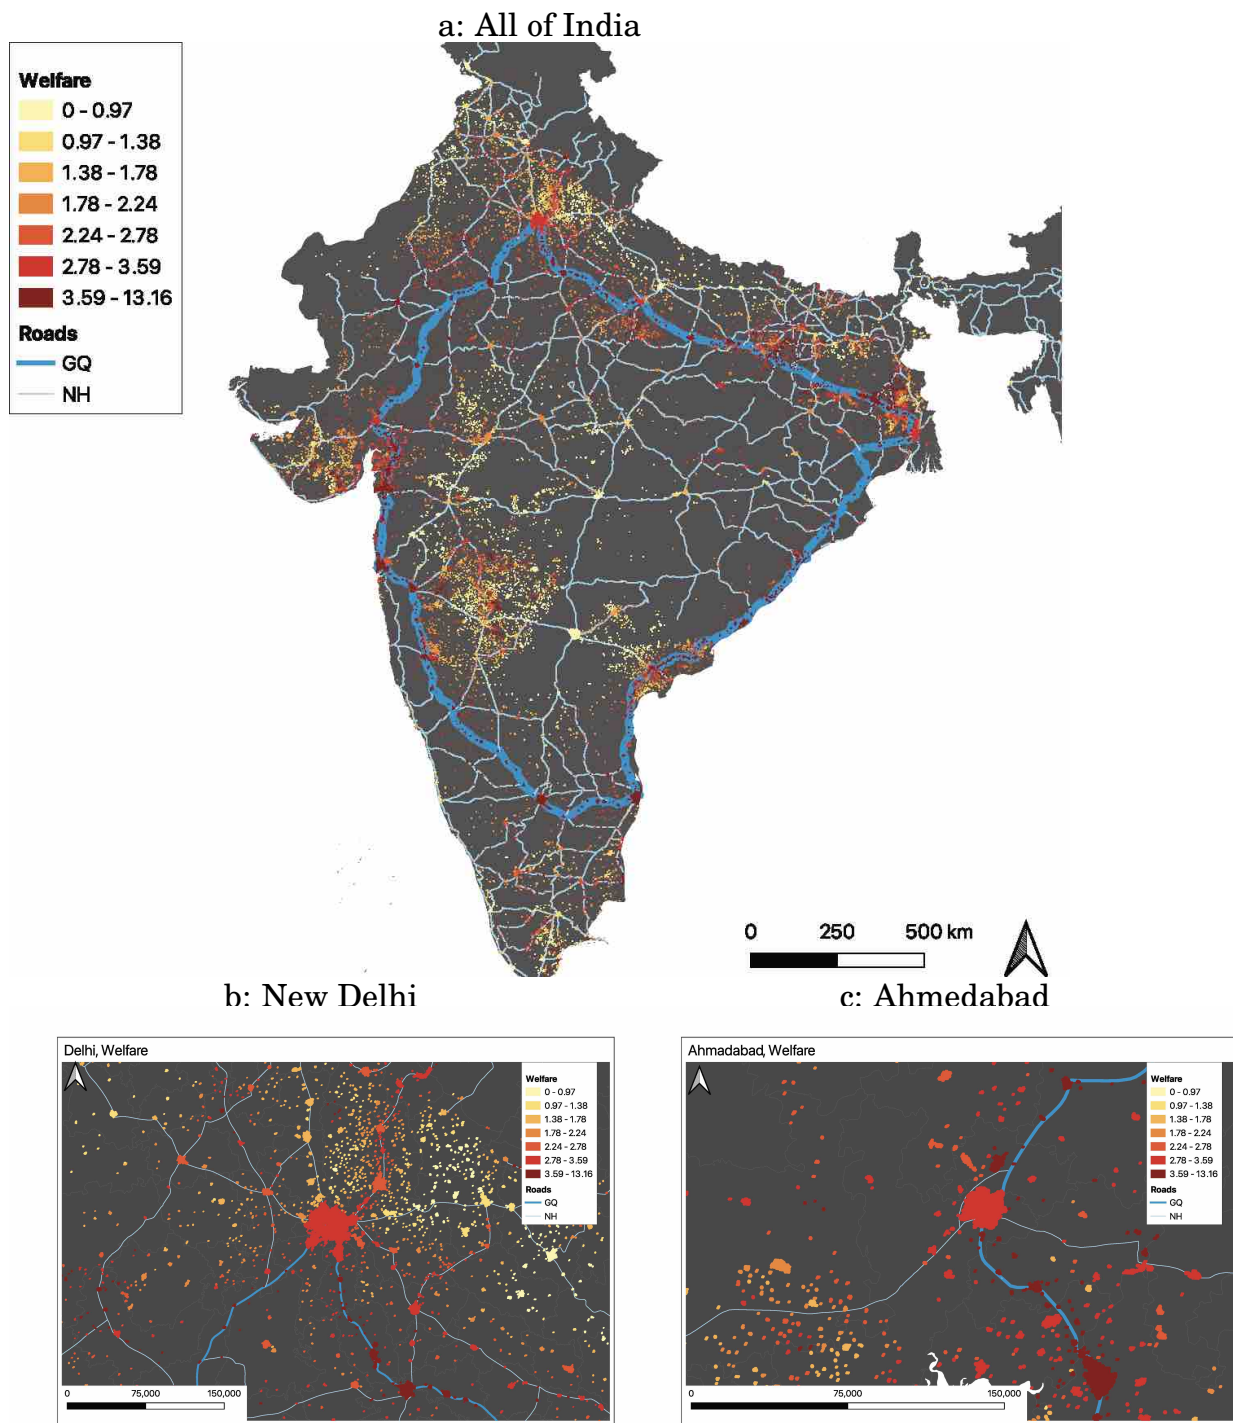 a: All of India
Welfare
0 - 0.97
0.97 - 1.38
1.38 - 1.78
1.78 - 2.24
2.24 - 2.78
2.78 - 3.59
3.59 - 13.16
Roads
GQ
NH
0 250 500 km
b: New Delhi
c: Ahmedabad
Delhi, Welfare
Welfare
0 - 0.97
0.97 - 1.38
1.38 - 1.78
1.78 - 2.24
2.24 - 2.78
2.78 - 3.59
3.59 - 13.16
Roads
GQ
NH
0 75,000 150,000
Ahmadabad, Welfare
Welfare
0 - 0.97
0.97 - 1.38
1.38 - 1.78
1.78 - 2.24
2.24 - 2.78
2.78 - 3.59
3.59 - 13.16
Roads
GQ
NH
0 75,000 150,000